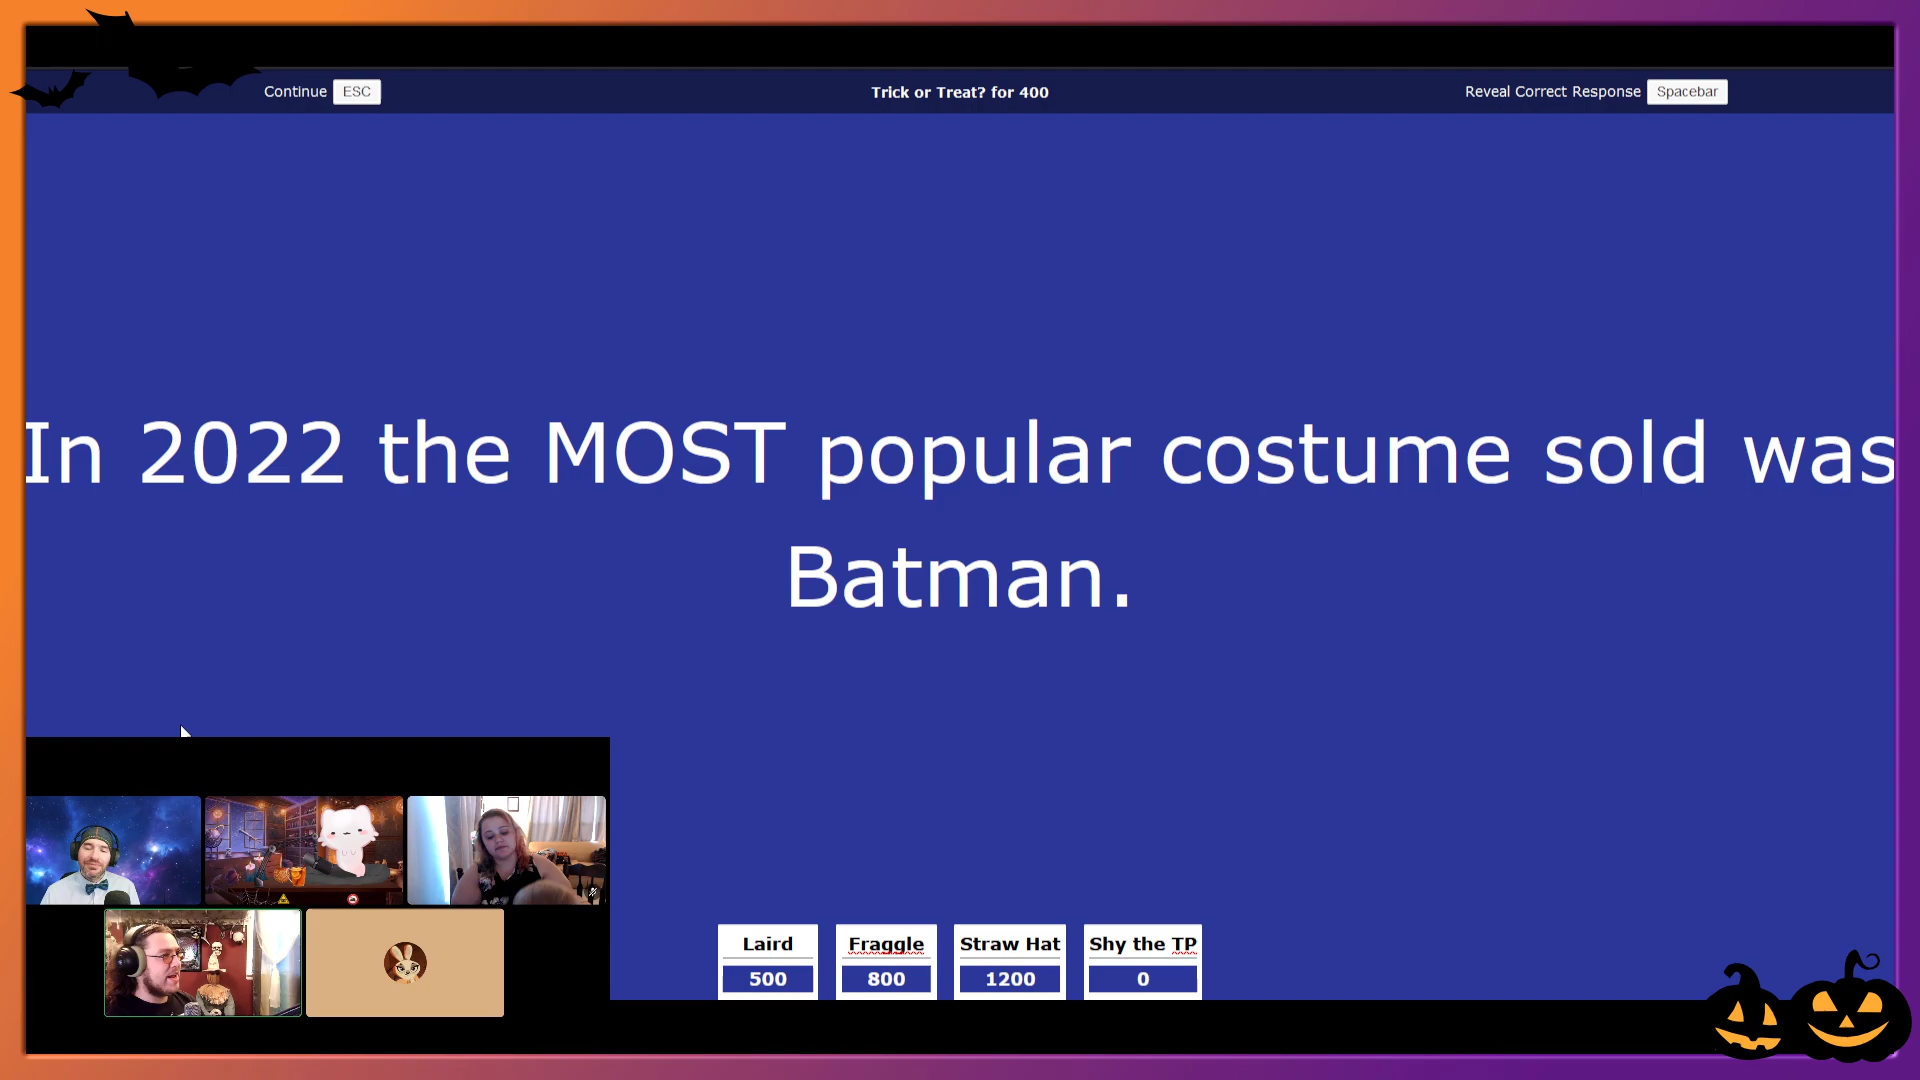 Continue ESC
Trick or Treat? for 400
Reveal Correct Response Spacebar
In 2022 the MOST popular costume sold was
Batman.
Laird
Fraggle
Straw Hat
Shy the TP
500
800
1200
0